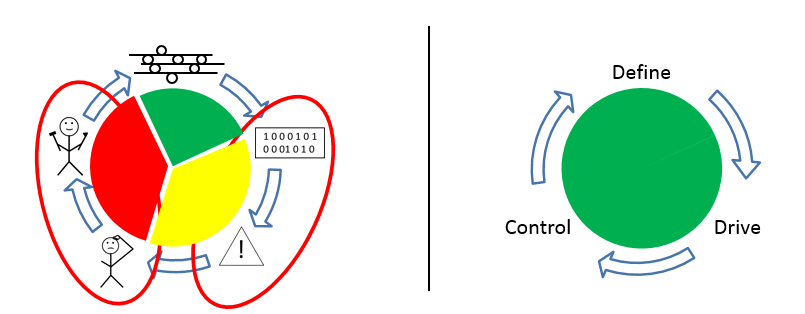 1 0 0 0 1 0 1
0 0 0 1 0 1 0
!
Define
Control
Drive